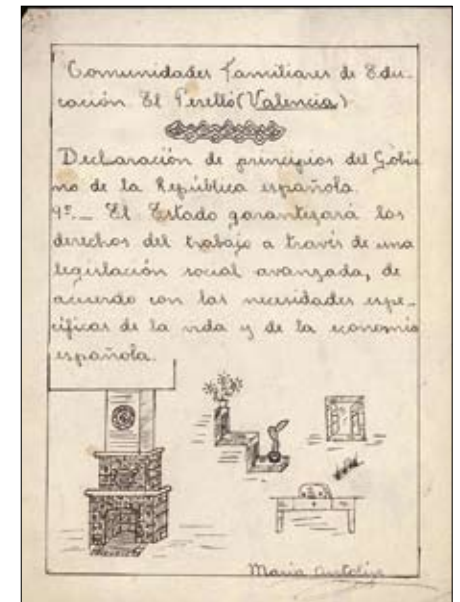 Comunidades Familiares de Edu-
cación. El Perelló (Valencia)
Declaración de principios del Gobier
no de la República española.
9º._ El Estado garantizará los
derechos del trabajo a través de una
legislación social avanzada, de
acuerdo con las necesidades espe-
cíficas de la vida y de la economía
española.
María